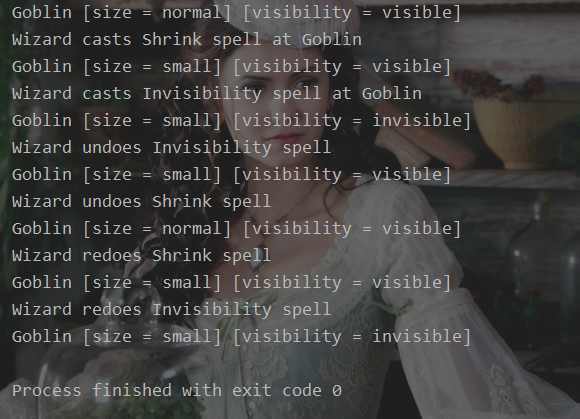 Goblin [size = normal] [visibility = visible]
Wizard casts Shrink spell at Goblin
Goblin [size = small] [visibility = visible]
Wizard casts Invisibility spell at Goblin
Goblin [size = small] [visibility = invisible]
Wizard undoes Invisibility spell
Goblin [size = small] [visibility = visible]
Wizard undoes Shrink spell
Goblin [size = normal] [visibility = visible]
Wizard redoes Shrink spell
Goblin [size = small] [visibility = visible]
Wizard redoes Invisibility spell
Goblin [size = small] [visibility = invisible]
Process finished with exit code 0